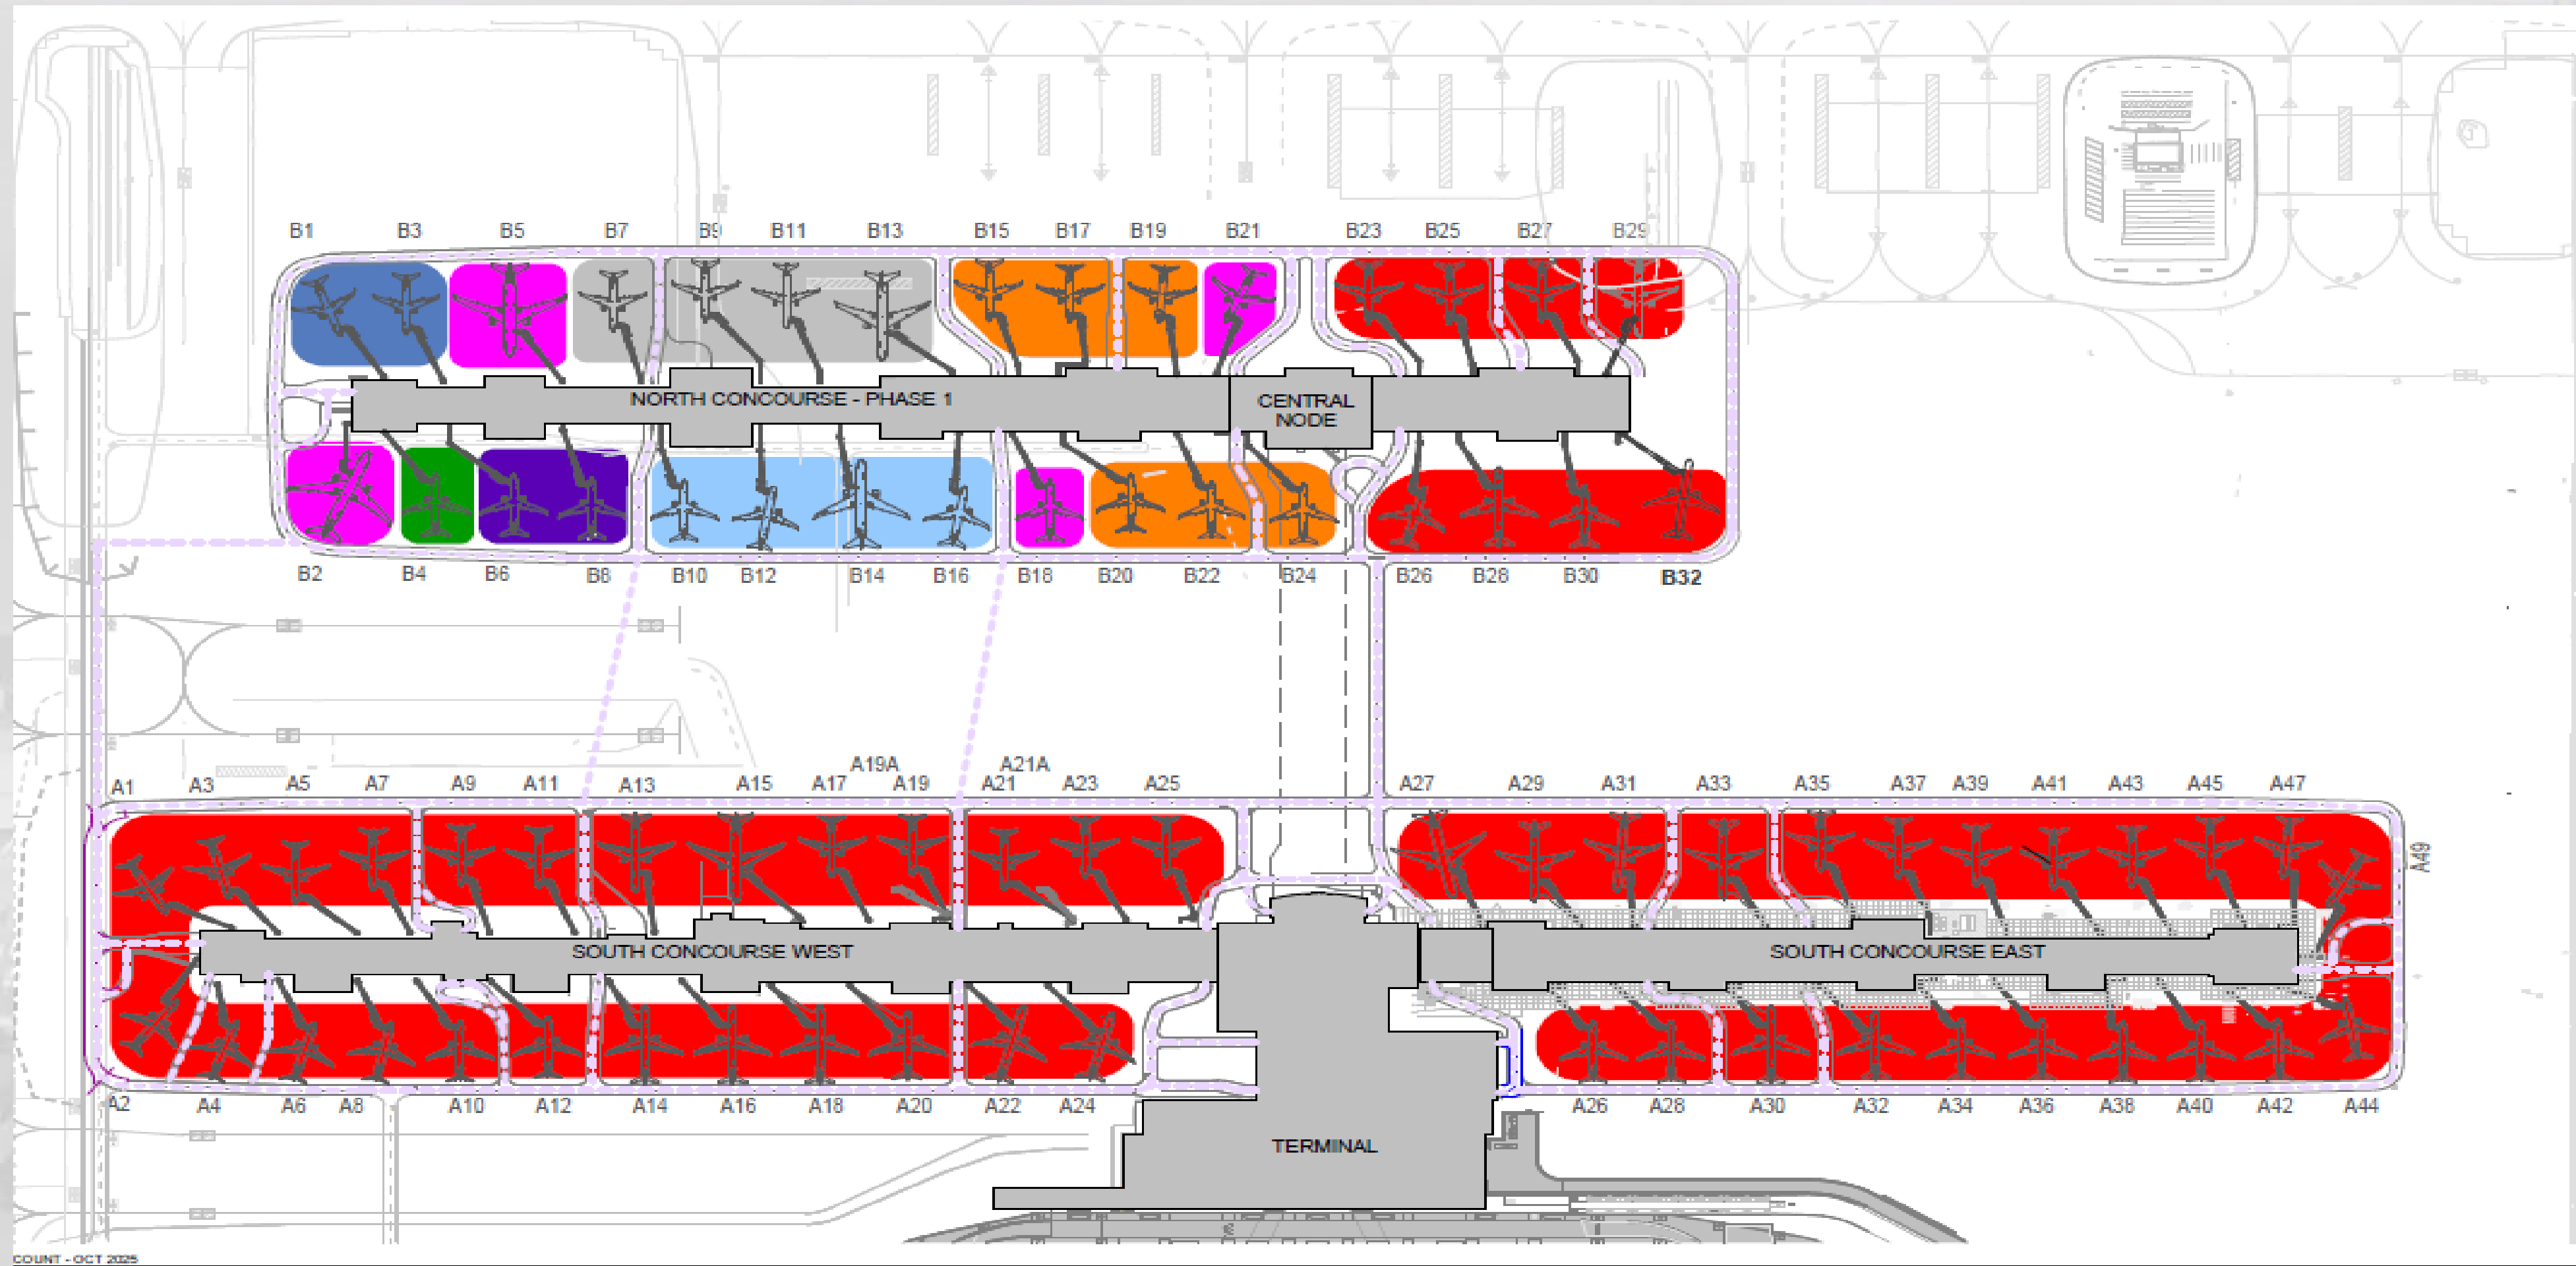 B1 B3 B5 B7 B9 B11 B13 B15 B17 B19 B21 B23 B25 B27 B29
NORTH CONCOURSE - PHASE 1
CENTRAL
NODE
B2 B4 B6 B8 B10 B12 B14 B16 B18 B20 B22 B24 B26 B28 B30 B32
A19A A21A
A1 A3 A5 A7 A9 A11 A13 A15 A17 A19 A21 A23 A25 A27 A29 A31 A33 A35 A37 A39 A41 A43 A45 A47
A49
SOUTH CONCOURSE WEST
SOUTH CONCOURSE EAST
A2 A4 A6 A8 A10 A12 A14 A16 A18 A20 A22 A24 A26 A28 A30 A32 A34 A36 A38 A40 A42 A44
TERMINAL
COUNT - OCT 2025